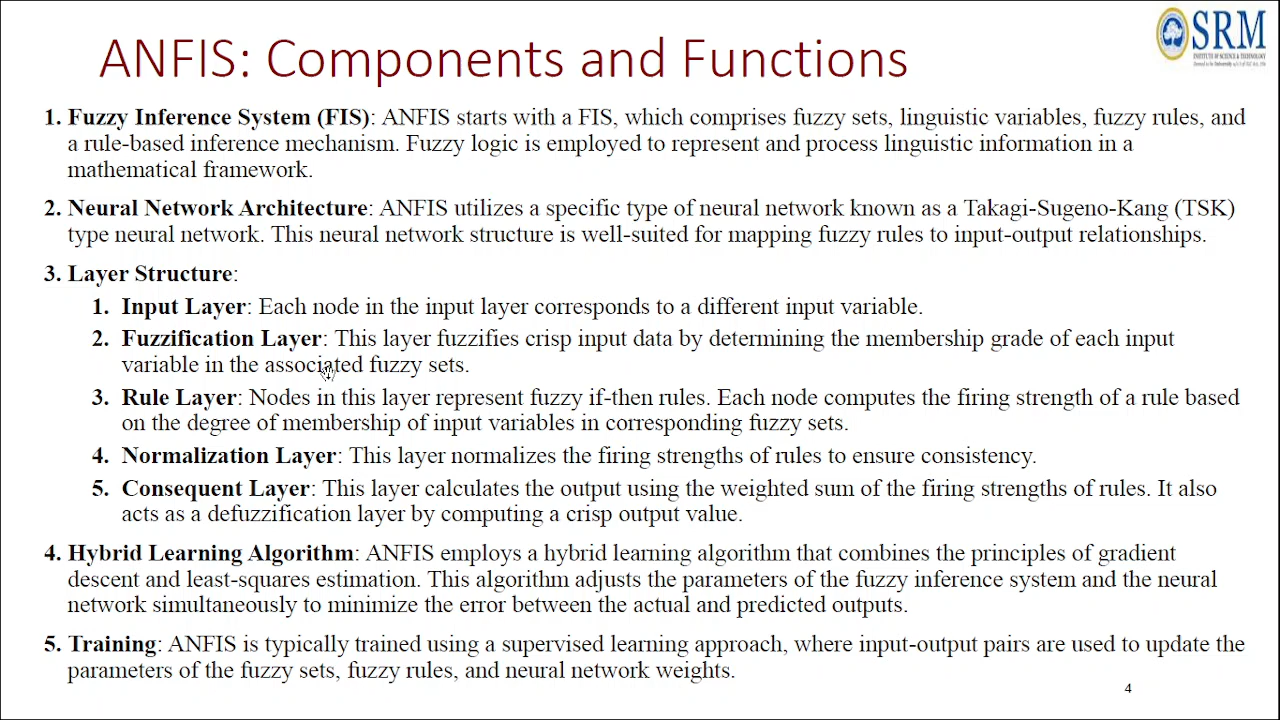 ANFIS: Components and Functions
SRM
INSTITUTE OF SCIENCE & TECHNOLOGY
1. Fuzzy Inference System (FIS): ANFIS starts with a FIS, which comprises fuzzy sets, linguistic variables, fuzzy rules, and
a rule-based inference mechanism. Fuzzy logic is employed to represent and process linguistic information in a
mathematical framework.
2. Neural Network Architecture: ANFIS utilizes a specific type of neural network known as a Takagi-Sugeno-Kang (TSK)
type neural network. This neural network structure is well-suited for mapping fuzzy rules to input-output relationships.
3. Layer Structure:
1. Input Layer: Each node in the input layer corresponds to a different input variable.
2. Fuzzification Layer: This layer fuzzifies crisp input data by determining the membership grade of each input
variable in the associated fuzzy sets.
3. Rule Layer: Nodes in this layer represent fuzzy if-then rules. Each node computes the firing strength of a rule based
on the degree of membership of input variables in corresponding fuzzy sets.
4. Normalization Layer: This layer normalizes the firing strengths of rules to ensure consistency.
5. Consequent Layer: This layer calculates the output using the weighted sum of the firing strengths of rules. It also
acts as a defuzzification layer by computing a crisp output value.
4. Hybrid Learning Algorithm: ANFIS employs a hybrid learning algorithm that combines the principles of gradient
descent and least-squares estimation. This algorithm adjusts the parameters of the fuzzy inference system and the neural
network simultaneously to minimize the error between the actual and predicted outputs.
5. Training: ANFIS is typically trained using a supervised learning approach, where input-output pairs are used to update the
parameters of the fuzzy sets, fuzzy rules, and neural network weights.
4